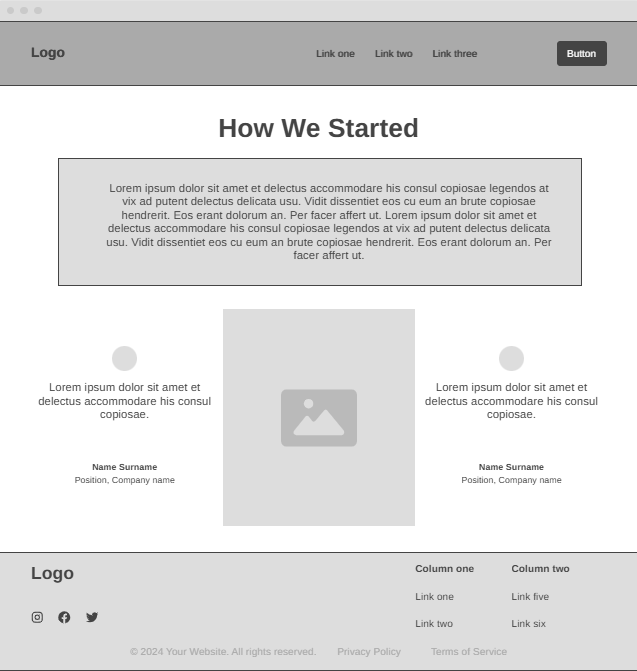 Logo
Link one Link two Link three
Button
How We Started
Lorem ipsum dolor sit amet et delectus accommodare his consul copiosae legendos at
vix ad putent delectus delicata usu. Vidit dissentiet eos cu eum an brute copiosae
hendrerit. Eos erant dolorum an. Per facer affert ut. Lorem ipsum dolor sit amet et
delectus accommodare his consul copiosae legendos at vix ad putent delectus delicata
usu. Vidit dissentiet eos cu eum an brute copiosae hendrerit. Eos erant dolorum an. Per
facer affert ut.
Lorem ipsum dolor sit amet et
delectus accommodare his consul
copiosae.
Name Surname
Position, Company name
Lorem ipsum dolor sit amet et
delectus accommodare his consul
copiosae.
Name Surname
Position, Company name
Logo
Column one
Link one
Link two
Column two
Link five
Link six
© 2024 Your Website. All rights reserved. Privacy Policy Terms of Service